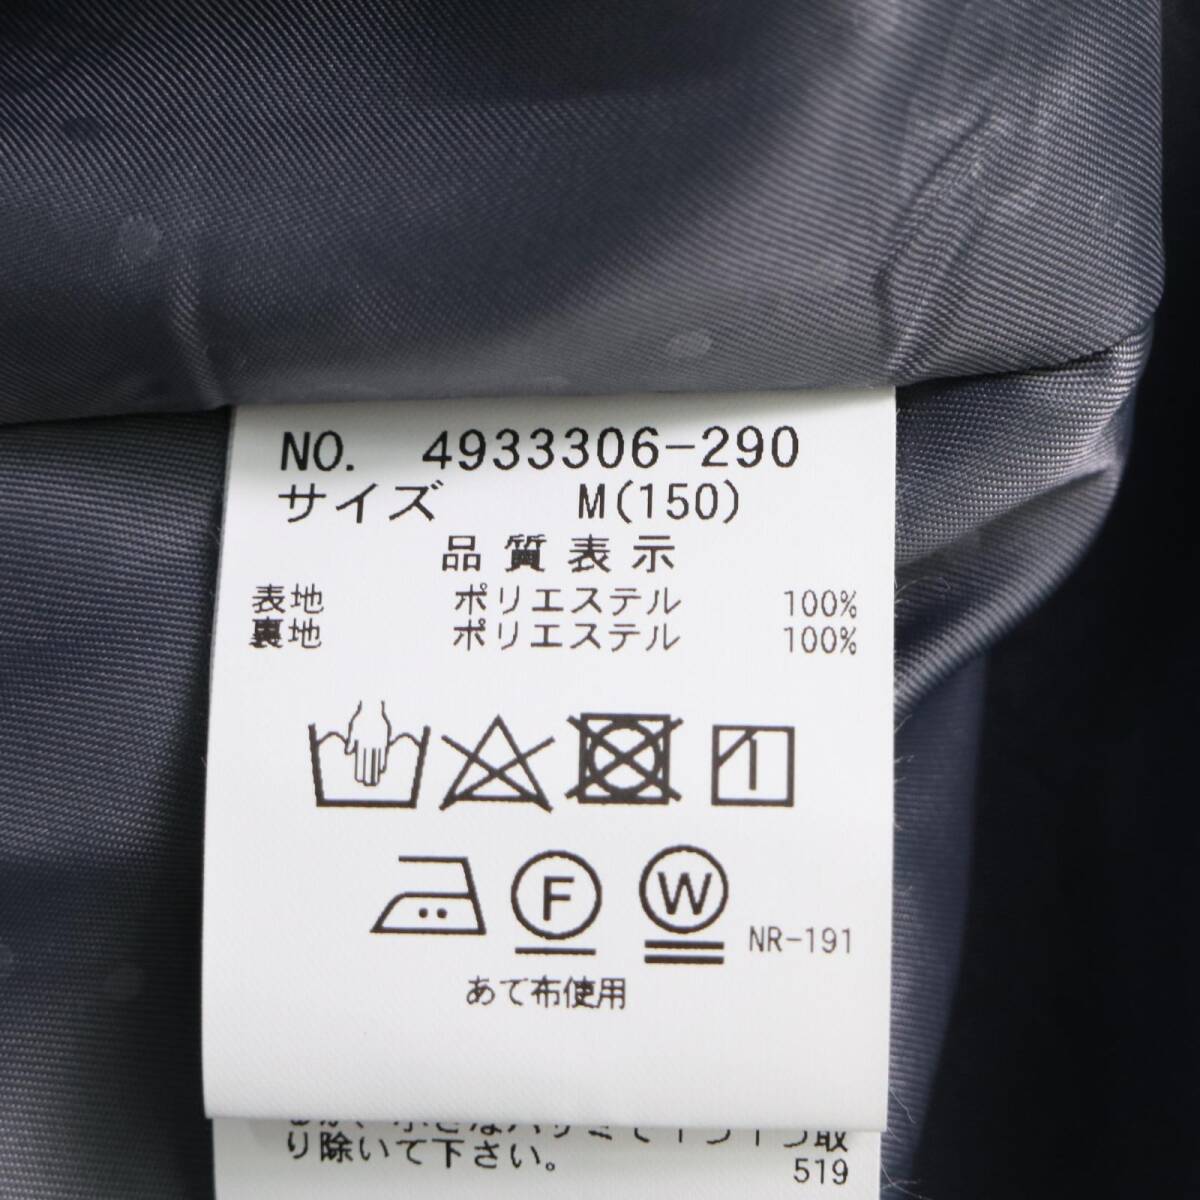 NO. 4933306-290
サイズ M(150)
品質表示
表地 ポリエステル 100%
裏地 ポリエステル 100%
1
F W NR-191
あて布使用
り除いて下さい。
519